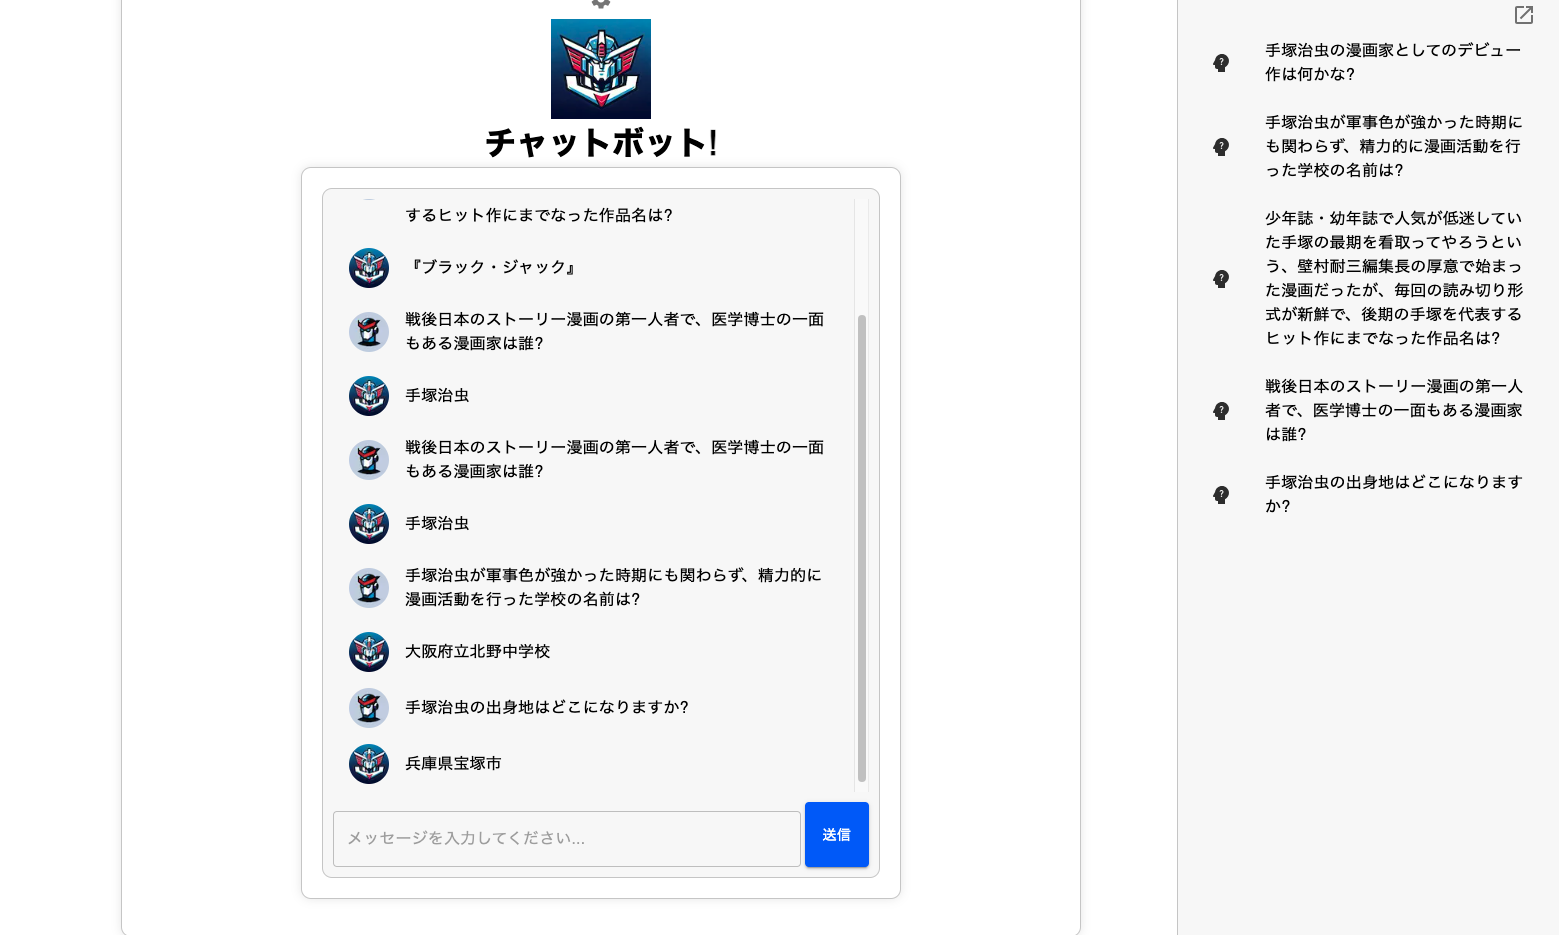 チャットボット!
するヒット作にまでなった作品名は?
『ブラック・ジャック』
戦後日本のストーリー漫画の第一人者で、医学博士の一面
もある漫画家は誰?
手塚治虫
戦後日本のストーリー漫画の第一人者で、医学博士の一面
もある漫画家は誰?
手塚治虫
手塚治虫が軍事色が強かった時期にも関わらず、精力的に
漫画活動を行った学校の名前は?
大阪府立北野中学校
手塚治虫の出身地はどこになりますか?
兵庫県宝塚市
メッセージを入力してください...
送信
手塚治虫の漫画家としてのデビュー
作は何かな?
手塚治虫が軍事色が強かった時期に
も関わらず、精力的に漫画活動を行
った学校の名前は?
少年誌・幼年誌で人気が低迷してい
た手塚の最期を看取ってやろうとい
う、壁村耐三編集長の厚意で始まっ
た漫画だったが、毎回の読み切り形
式が新鮮で、後期の手塚を代表する
ヒット作にまでなった作品名は?
戦後日本のストーリー漫画の第一人
者で、医学博士の一面もある漫画家
は誰?
手塚治虫の出身地はどこになります
か?